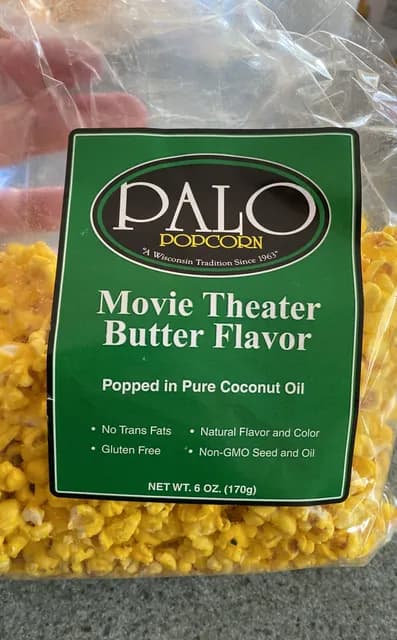 PALO
POPCORN
"A Wisconsin Tradition Since 1963"
Movie Theater
Butter Flavor
Popped in Pure Coconut Oil
• No Trans Fats • Natural Flavor and Color
• Gluten Free • Non-GMO Seed and Oil
NET WT. 6 OZ. (170g)